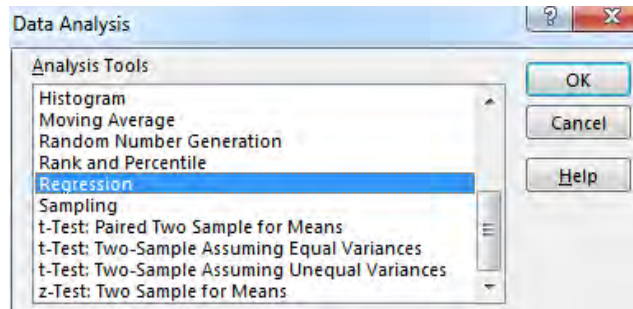 Data Analysis
Analysis Tools
Histogram
Moving Average
Random Number Generation
Rank and Percentile
Regression
Sampling
t-Test: Paired Two Sample for Means
t-Test: Two-Sample Assuming Equal Variances
t-Test: Two-Sample Assuming Unequal Variances
z-Test: Two Sample for Means
OK
Cancel
Help